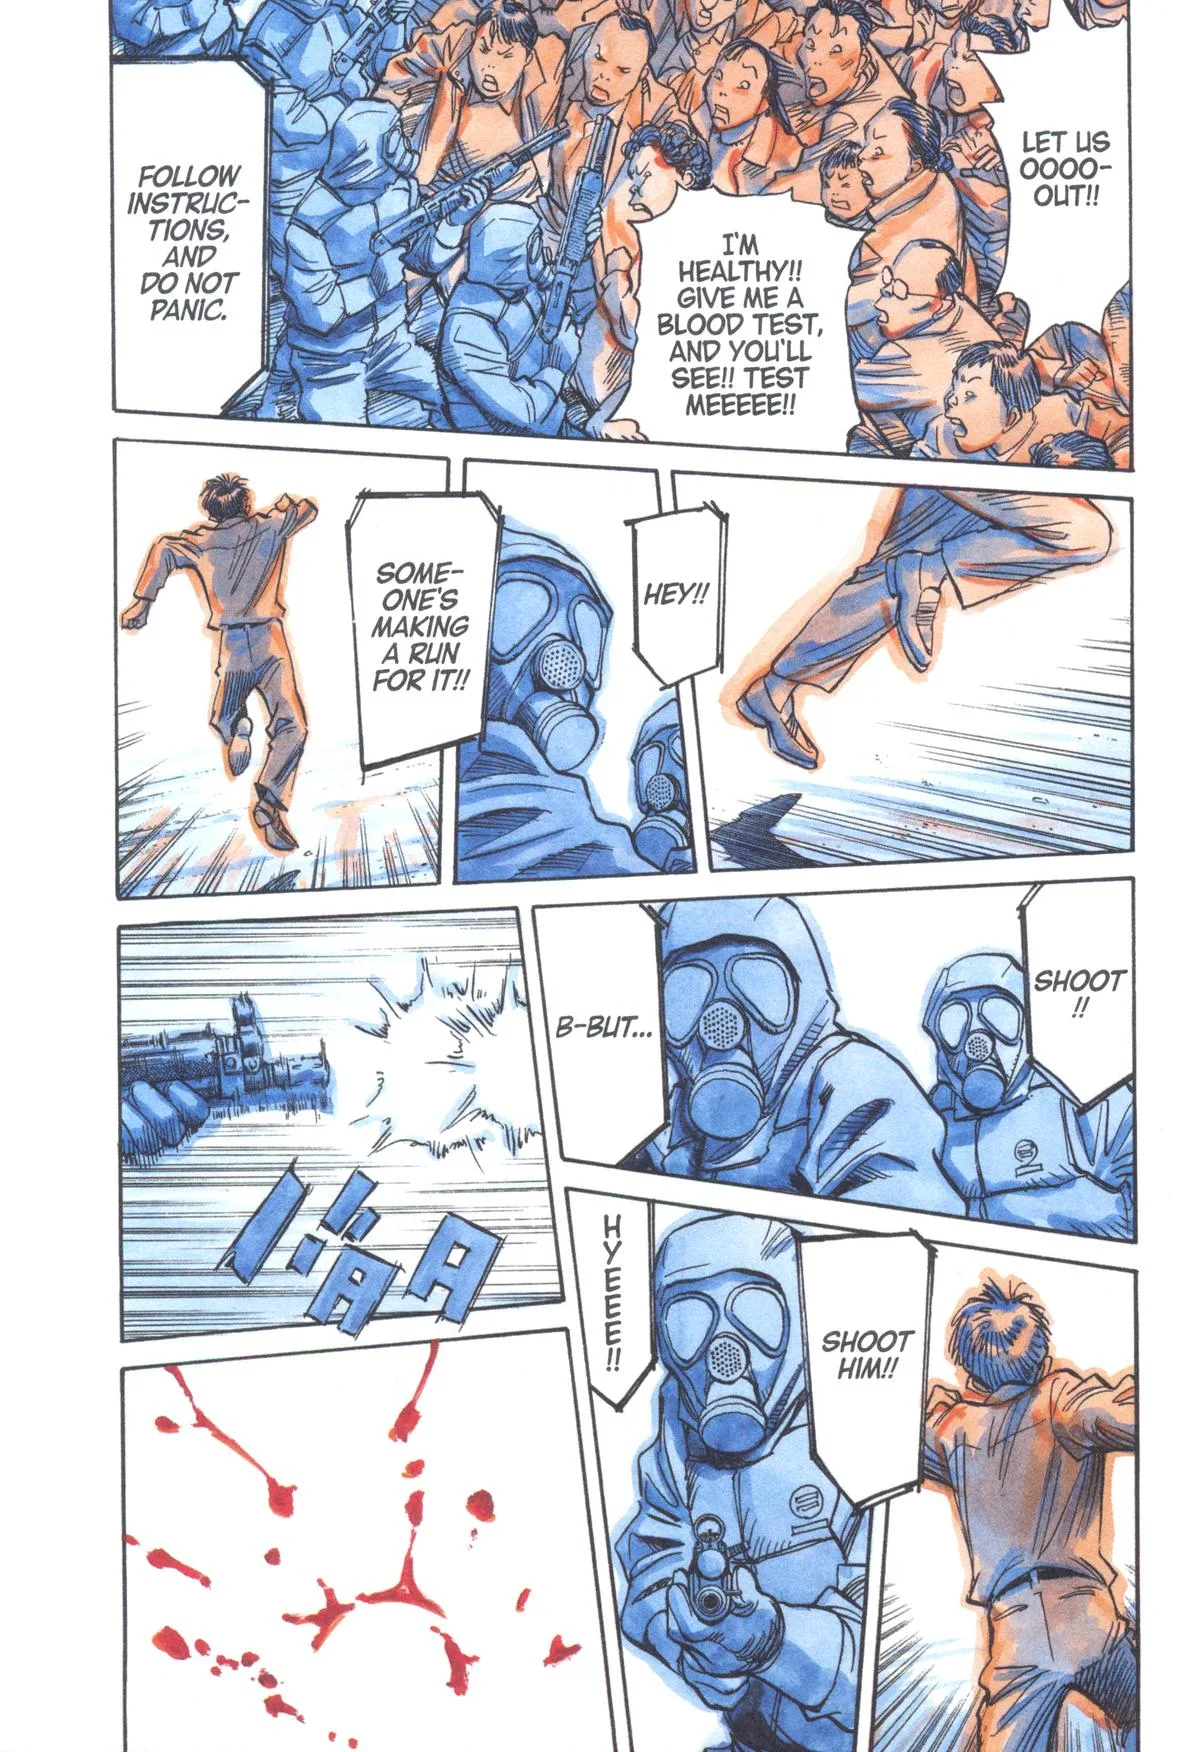 LET US
OOOO-
OUT!!
I'M
HEALTHY!!
GIVE ME A
BLOOD TEST,
AND YOU'LL
SEE!! TEST
MEEEEE!!
FOLLOW
INSTRUC-
TIONS,
AND
DO NOT
PANIC.
HEY!!
SOME-
ONE'S
MAKING
A RUN
FOR IT!!
SHOOT
!!
B-BUT...
SHOOT
HIM!!
HYEEE!!